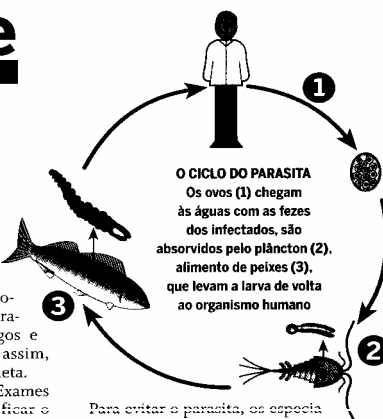 e
1
O CICLO DO PARASITA
Os ovos (1) chegam
às águas com as fezes
dos infectados, são
absorvidos pelo plâncton (2),
alimento de peixes (3),
que levam a larva de volta
ao organismo humano
3
2
o-
ra-
gos e
assim,
eta.
Exames
ficar o
Para evitar o parasita, os especia